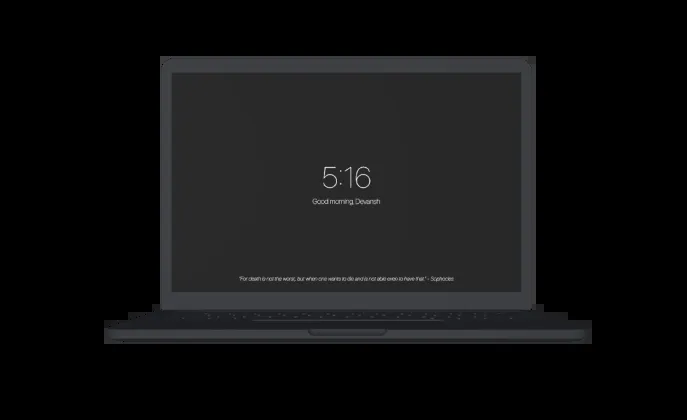 5:16
Good morning, Devansh
"For death is not the worst, but when one wants to die and is not able even to have that." - Sophocles